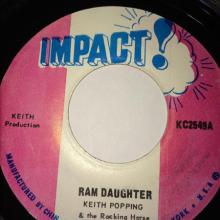 IMPACT!
KEITH
Production
KC2549A
RAM DAUGHTER
KEITH POPPING
& the Rocking Horse